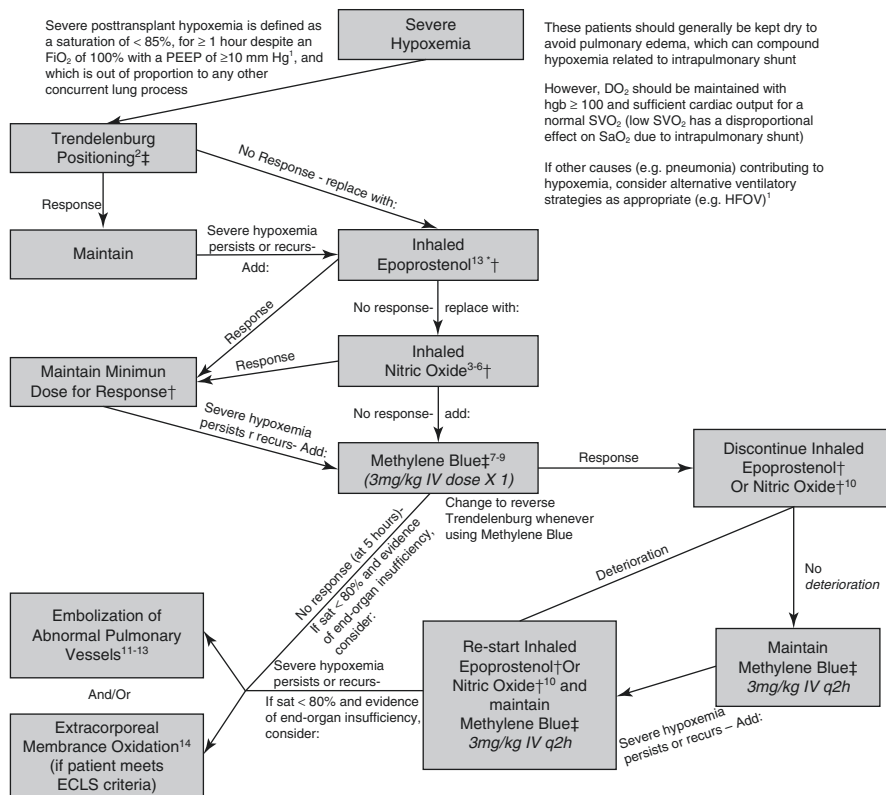 Severe posttransplant hypoxemia is defined as
a saturation of < 85%, for ≥ 1 hour despite an
FiO2 of 100% with a PEEP of ≥10 mm Hg1, and
which is out of proportion to any other
concurrent lung process
Severe
Hypoxemia
These patients should generally be kept dry to
avoid pulmonary edema, which can compound
hypoxemia related to intrapulmonary shunt
However, DO2 should be maintained with
hgb ≥ 100 and sufficient cardiac output for a
normal SVO2 (low SVO2 has a disproportional
effect on SaO2 due to intrapulmonary shunt)
If other causes (e.g. pneumonia) contributing to
hypoxemia, consider alternative ventilatory
strategies as appropriate (e.g. HFOV)1
Trendelenburg
Positioning2‡
No Response - replace with:
Response
Maintain
Severe hypoxemia
persists or recurs-
Add:
Inhaled
Epoprostenol13 *†
Response
No response- replace with:
Inhaled
Nitric Oxide3-6†
Response
Maintain Minimun
Dose for Response†
No response- add:
Severe hypoxemia
persists r recurs- Add:
Methylene Blue‡7-9
(3mg/kg IV dose X 1)
Response
Discontinue Inhaled
Epoprostenol†
Or Nitric Oxide†10
Change to reverse
Trendelenburg whenever
using Methylene Blue
No response (at 5 hours)-
If sat < 80% and evidence
of end-organ insufficiency,
consider:
Deterioration
No
deterioration
Embolization of
Abnormal Pulmonary
Vessels11-13
And/Or
Extracorporeal
Membrance Oxidation14
(if patient meets
ECLS criteria)
Severe hypoxemia
persists or recurs-
If sat < 80% and evidence
of end-organ insufficiency,
consider:
Re-start Inhaled
Epoprostenol†Or
Nitric Oxide†10 and
maintain
Methylene Blue‡
3mg/kg IV q2h
Maintain
Methylene Blue‡
3mg/kg IV q2h
Severe hypoxemia
persists or recurs – Add: